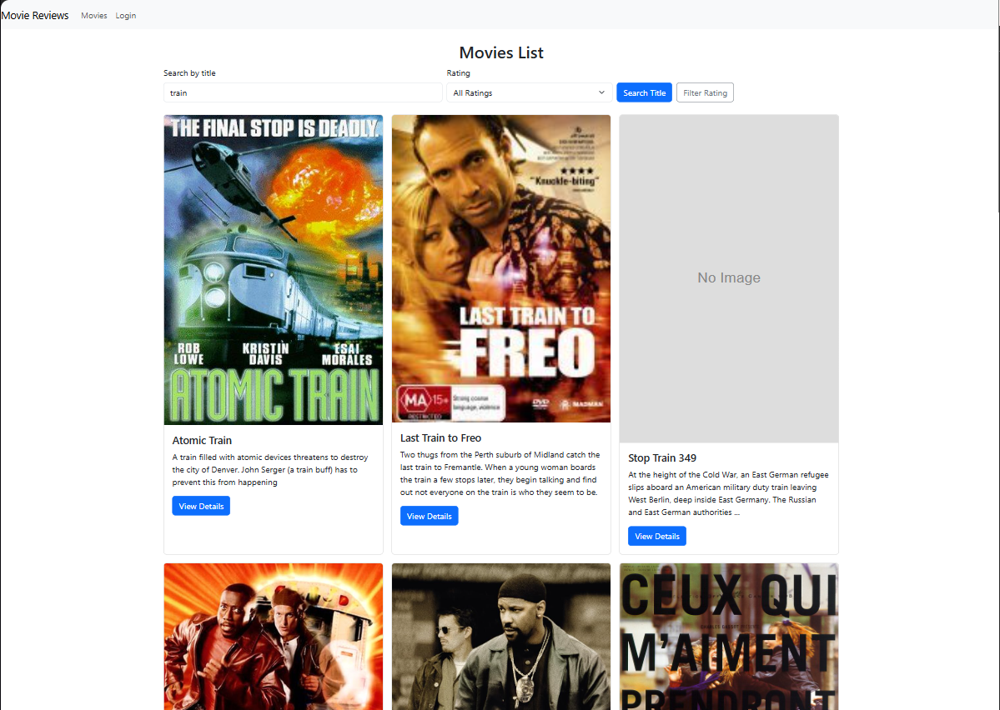 Movie Reviews Movies Login
Movies List
Search by title
Rating
train
All Ratings
Search Title
Filter Rating
THE FINAL STOP IS DEADLY.
ROB LOWE
KRISTIN DAVIS
ESAI MORALES
ATOMIC TRAIN
Atomic Train
A train filled with atomic devices threatens to destroy
the city of Denver. John Serger (a train buff) has to
prevent this from happening
View Details
"Knuckle-biting"
LAST TRAIN TO
FREO
MA 15+
RESTRICTED
Strong coarse
language, violence
DVD
MADMAN
Last Train to Freo
Two thugs from the Perth suburb of Midland catch the
last train to Fremantle. When a young woman boards
the train a few stops later, they begin talking and find
out not everyone on the train is who they seem to be.
View Details
No Image
Stop Train 349
At the height of the Cold War, an East German refugee
slips aboard an American military duty train leaving
West Berlin, deep inside East Germany. The Russian
and East German authorities ...
View Details
CEUX QUI
M'AIMENT
PRENDRONT